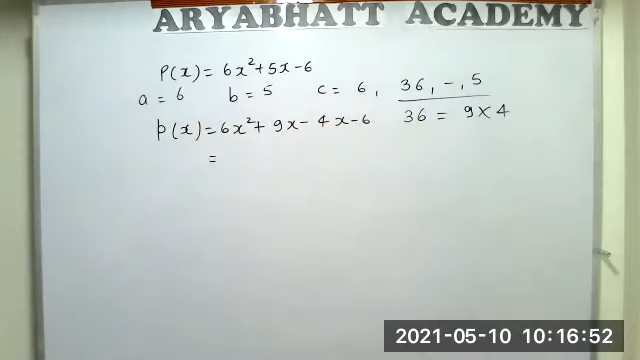 ARYABHATT ACADEMY
P(x) = 6x²+5x-6
a = 6 b = 5 c = 6, 36, -, 5
p(x) = 6x²+ 9x- 4x-6 36 = 9×4
=
2021-05-10 10:16:52